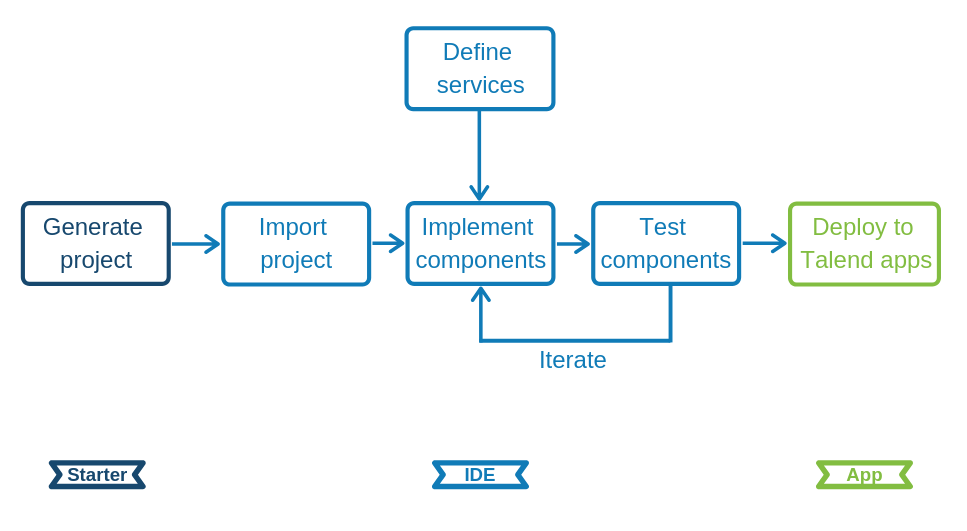 Define
services
Generate
project
Import
project
Implement
components
Test
components
Deploy to
Talend apps
Iterate
Starter
IDE
App